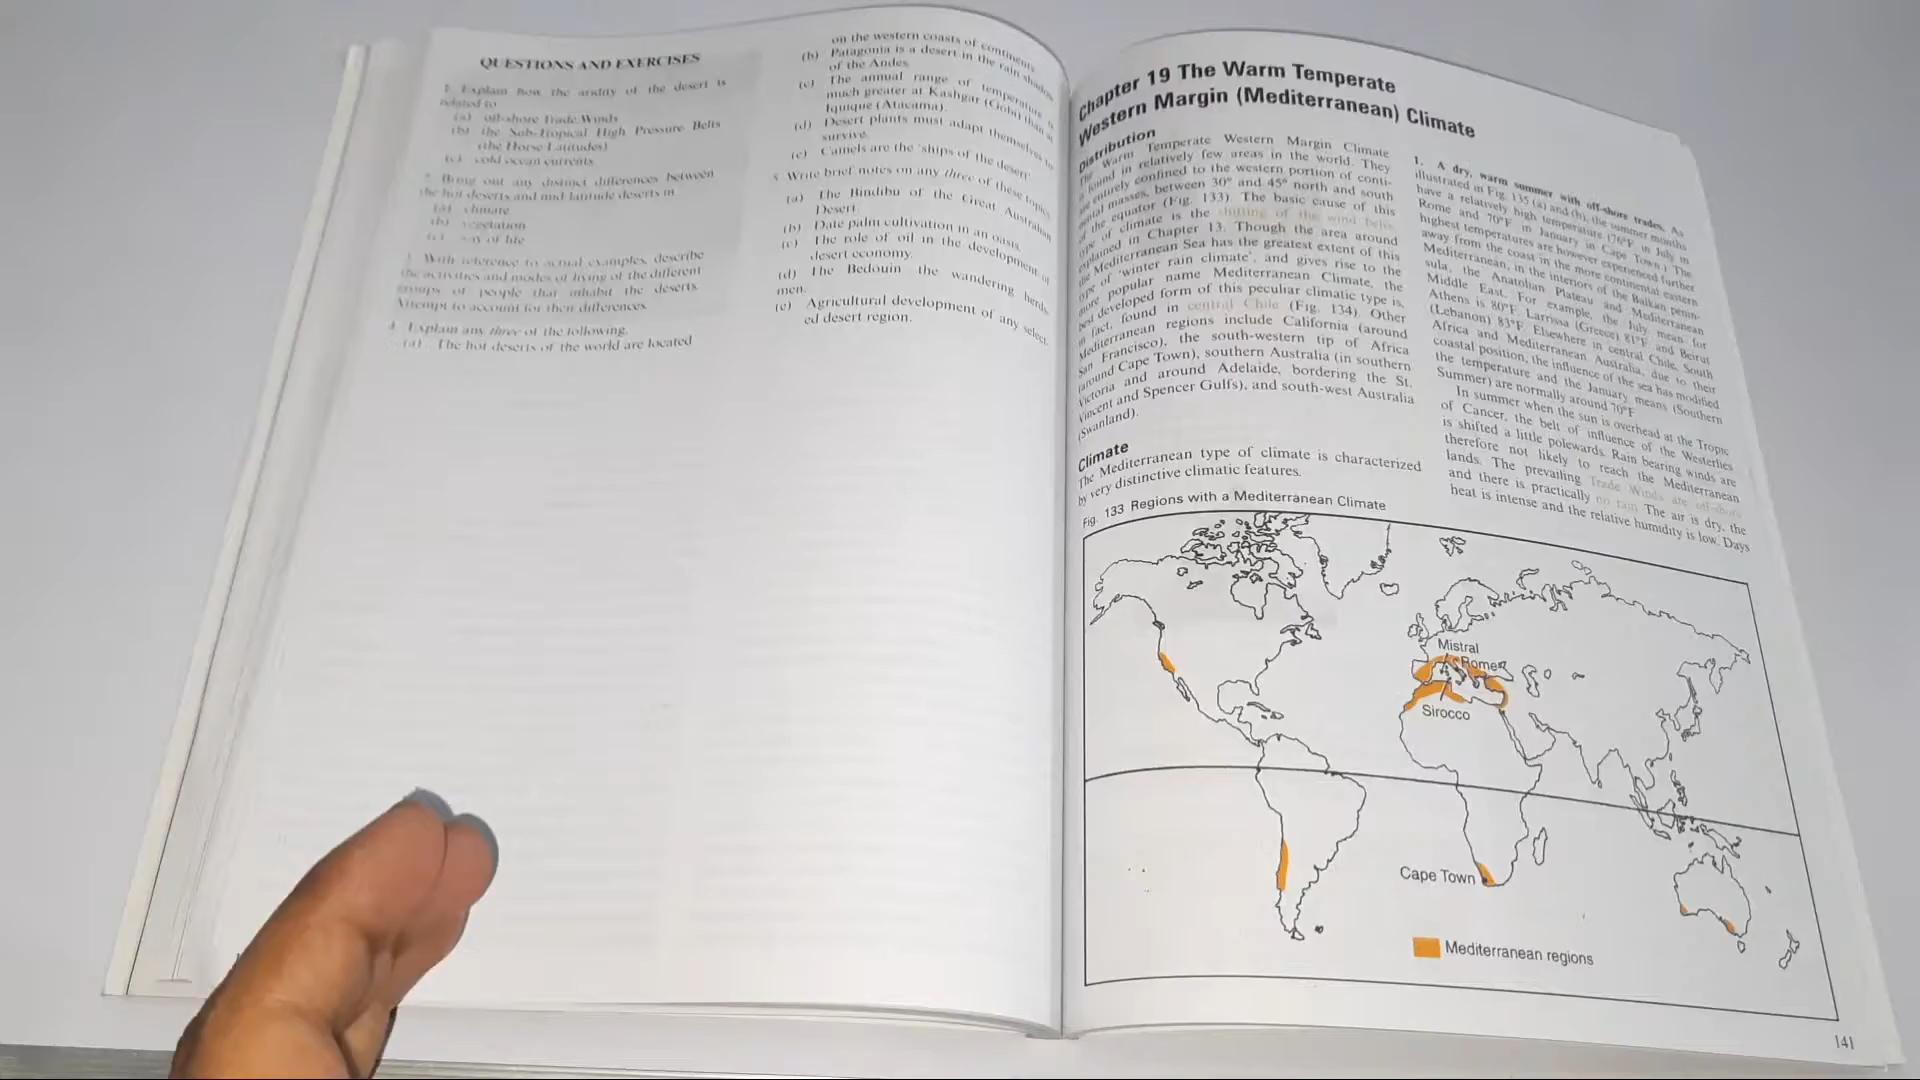 QUESTIONS AND EXERCISES
1. Explain how the aridity of the desert is
related to
(a) off-shore Trade Winds
(b) the Sub-Tropical High Pressure Belts
(the Horse Latitudes)
(c) cold ocean currents
2. Bring out any distinct differences between
the hot deserts and mid-latitude deserts in
(a) climate
(b) vegetation
(c) way of life
3. With reference to actual examples, describe
the activities and modes of living of the different
groups of people that inhabit the deserts.
Attempt to account for their differences.
4. Explain any three of the following.
(a) The hot deserts of the world are located
on the western coasts of continents
(b) Patagonia is a desert in the rain shadow
of the Andes
(c) The annual range of temperature is
much greater at Kashgar (Gobi) than at
Iquique (Atacama).
(d) Desert plants must adapt themselves to
survive.
(e) Camels are the 'ships of the desert'
5. Write brief notes on any three of these topics
(a) The Bindibu of the Great Australian
Desert.
(b) Date palm cultivation in an oasis.
(c) The role of oil in the development of
desert economy.
(d) The Bedouin the wandering herds-
men.
(e) Agricultural development of any select-
ed desert region.
Chapter 19 The Warm Temperate
Western Margin (Mediterranean) Climate
Distribution
The Warm Temperate Western Margin Climate
is found in relatively few areas in the world. They
are entirely confined to the western portion of conti-
nental masses, between 30° and 45° north and south
of the equator (Fig. 133). The basic cause of this
type of climate is the shifting of the wind belts
explained in Chapter 13. Though the area around
the Mediterranean Sea has the greatest extent of this
type of 'winter rain climate', and gives rise to the
more popular name Mediterranean Climate, the
best developed form of this peculiar climatic type is,
in fact, found in central Chile (Fig. 134). Other
Mediterranean regions include California (around
San Francisco), the south-western tip of Africa
(around Cape Town), southern Australia (in southern
Victoria and around Adelaide, bordering the St.
Vincent and Spencer Gulfs), and south-west Australia
(Swanland).
Climate
The Mediterranean type of climate is characterized
by very distinctive climatic features.
1. A dry, warm summer with off-shore trades. As
illustrated in Fig. 135 (a) and (b), the summer months
have a relatively high temperature (76°F in July in
Rome and 70°F in January in Cape Town.) The
highest temperatures are however experienced further
away from the coast in the more continental eastern
Mediterranean, in the interiors of the Balkan penin-
sula, the Anatolian Plateau and Mediterranean
Middle East. For example, the July mean for
Athens is 80°F. Larrissa (Greece) 81°F and Beirut
(Lebanon) 83°F. Elsewhere in central Chile, South
Africa and Mediterranean Australia, due to their
coastal position, the influence of the sea has modified
the temperature and the January means (Southern
Summer) are normally around 70°F
In summer when the sun is overhead at the Tropic
of Cancer, the belt of influence of the Westerlies
is shifted a little polewards. Rain bearing winds are
therefore not likely to reach the Mediterranean
lands. The prevailing Trade Winds are off-shore
and there is practically no rain The air is dry, the
heat is intense and the relative humidity is low. Days
Fig. 133 Regions with a Mediterranean Climate
Mistral
Rome
Sirocco
Cape Town
Mediterranean regions
141